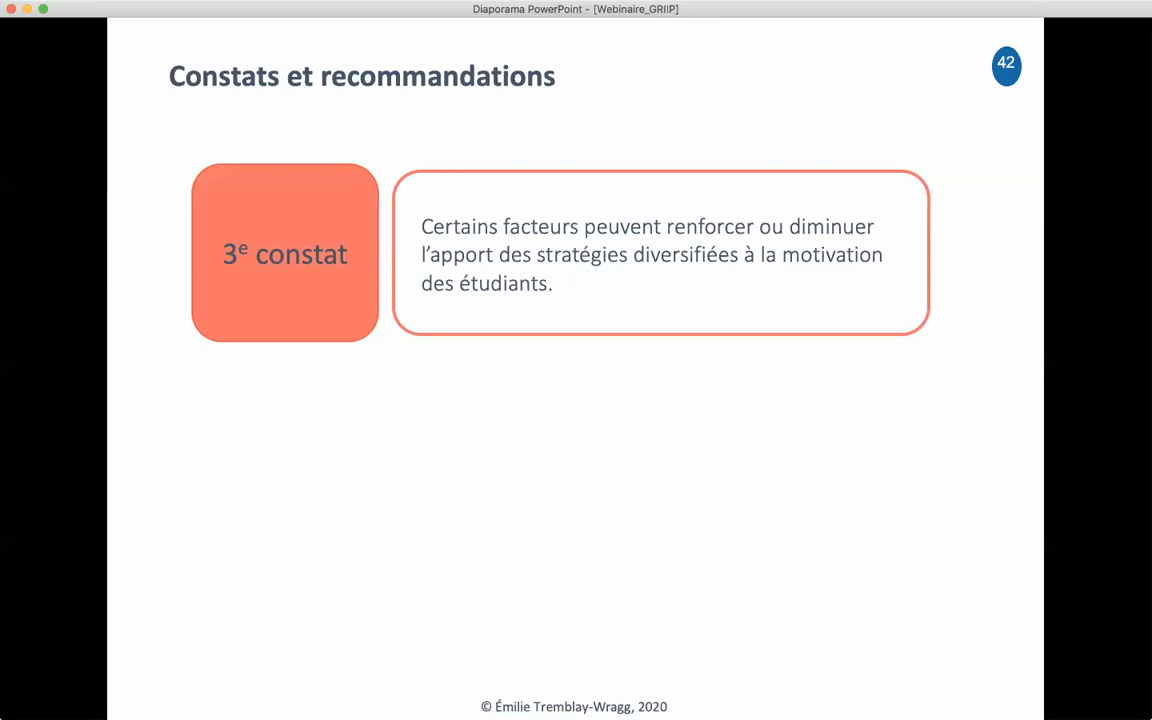 Diaporama PowerPoint - [Webinaire_GRIIP]
Constats et recommandations
42
3e constat
Certains facteurs peuvent renforcer ou diminuer
l’apport des stratégies diversifiées à la motivation
des étudiants.
© Émilie Tremblay-Wragg, 2020